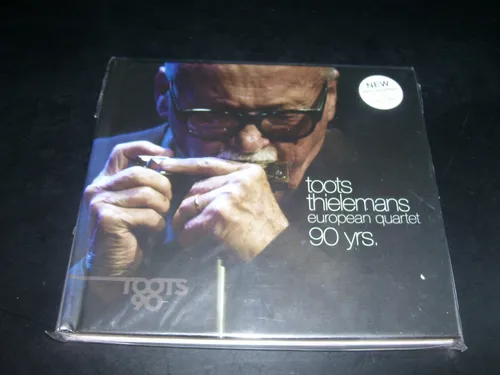 NEW
toots
thielemans
european quartet
90 yrs.
TOOTS
90